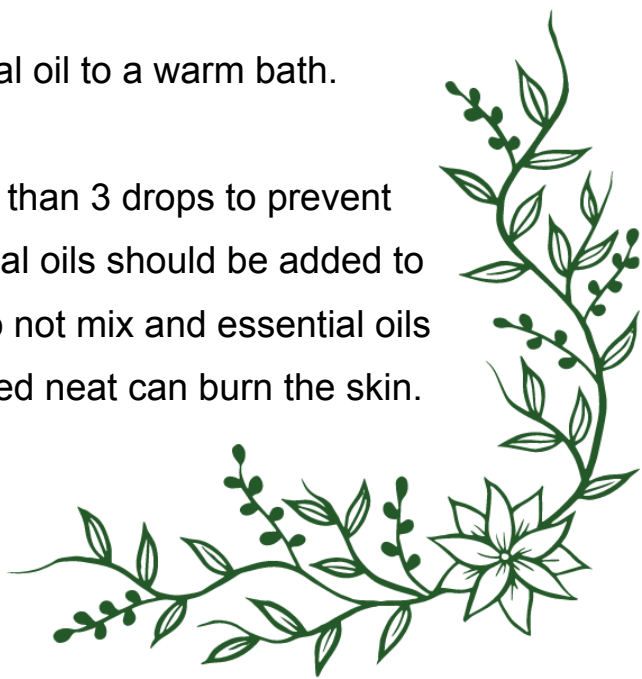 al oil to a warm bath.
than 3 drops to prevent
al oils should be added to
not mix and essential oils
ed neat can burn the skin.